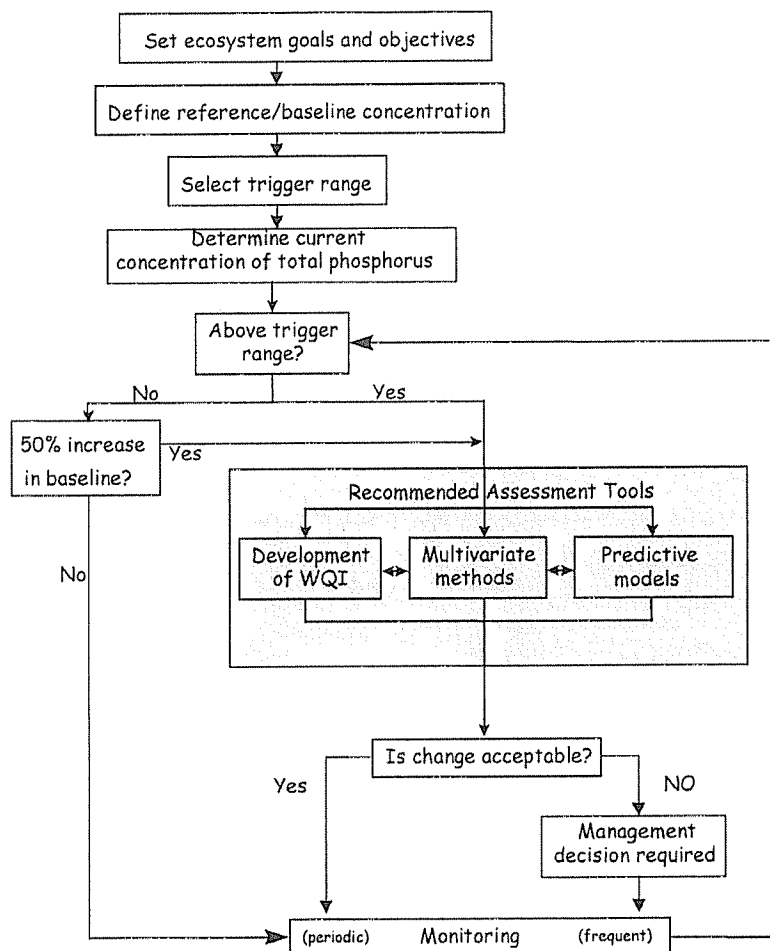 Set ecosystem goals and objectives
Define reference/baseline concentration
Select trigger range
Determine current
concentration of total phosphorus
Above trigger
range?
No
Yes
50% increase
in baseline?
Yes
Recommended Assessment Tools
Development
of WQI
Multivariate
methods
Predictive
models
No
Is change acceptable?
Yes
NO
Management
decision required
(periodic) Monitoring (frequent)